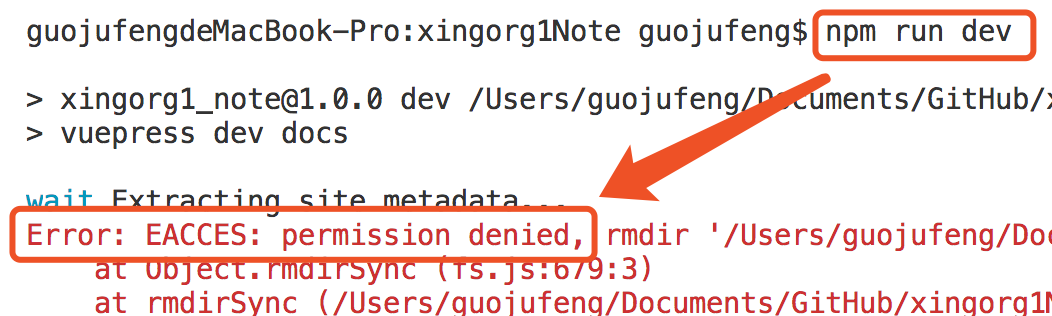 guojufengdeMacBook-Pro:xingorg1Note guojufeng$ npm run dev
> xingorg1_note@1.0.0 dev /Users/guojufeng/Documents/GitHub/x
> vuepress dev docs
wait Extracting site metadata...
Error: EACCES: permission denied, rmdir '/Users/guojufeng/Doc
at Object.rmdirSync (fs.js:679:3)
at rmdirSync (/Users/guojufeng/Documents/GitHub/xingorg1N